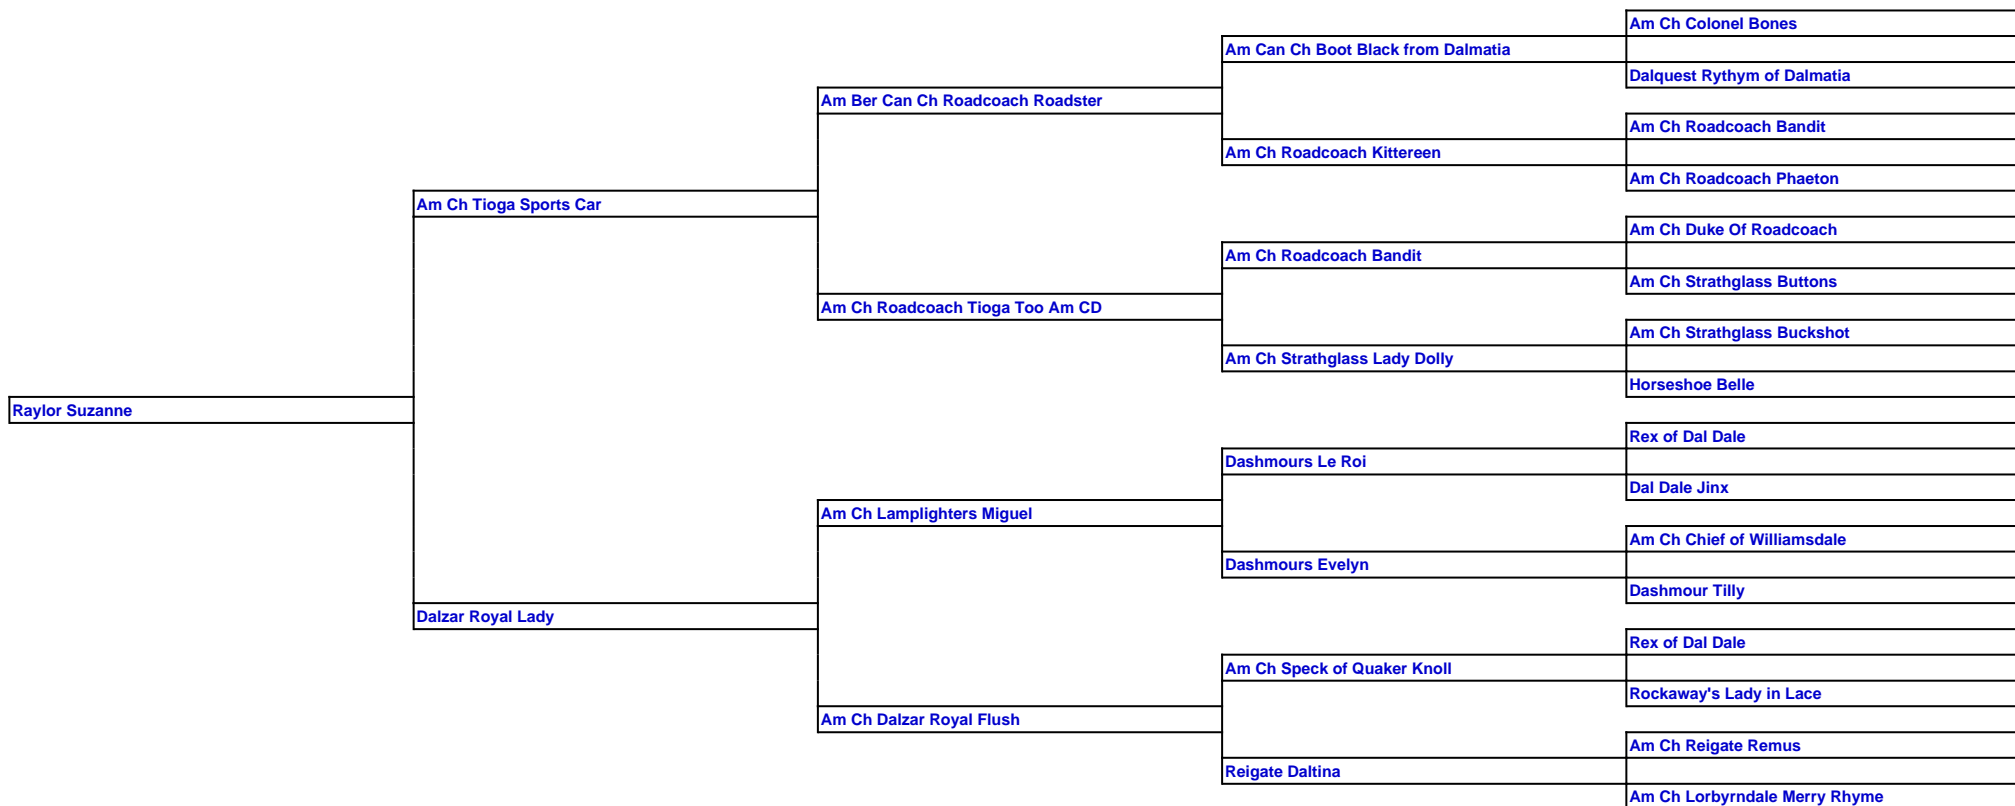 Am Ch Colonel Bones
Am Can Ch Boot Black from Dalmatia
Dalquest Rythym of Dalmatia
Am Ber Can Ch Roadcoach Roadster
Am Ch Roadcoach Bandit
Am Ch Roadcoach Kittereen
Am Ch Roadcoach Phaeton
Am Ch Tioga Sports Car
Am Ch Duke Of Roadcoach
Am Ch Roadcoach Bandit
Am Ch Strathglass Buttons
Am Ch Roadcoach Tioga Too Am CD
Am Ch Strathglass Buckshot
Am Ch Strathglass Lady Dolly
Horseshoe Belle
Raylor Suzanne
Rex of Dal Dale
Dashmours Le Roi
Dal Dale Jinx
Am Ch Lamplighters Miguel
Am Ch Chief of Williamsdale
Dashmours Evelyn
Dashmour Tilly
Dalzar Royal Lady
Rex of Dal Dale
Am Ch Speck of Quaker Knoll
Rockaway's Lady in Lace
Am Ch Dalzar Royal Flush
Am Ch Reigate Remus
Reigate Daltina
Am Ch Lorbyrndale Merry Rhyme